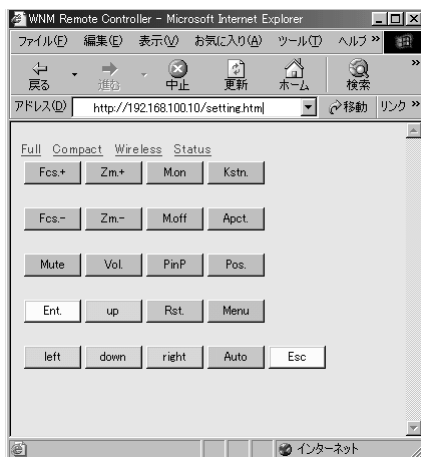 WNM Remote Controller - Microsoft Internet Explorer
ファイル(F) 編集(E) 表示(V) お気に入り(A) ツール(T) ヘルプ »
戻る 進む 中止 更新 ホーム 検索 »
アドレス(D) http://192.168.100.10/setting.htm 移動 リンク »
Full Compact Wireless Status
Fcs.+ Zm.+ M.on Kstn.
Fcs.- Zm.- M.off Apct.
Mute Vol. PinP Pos.
Ent. up Rst. Menu
left down right Auto Esc
インターネット